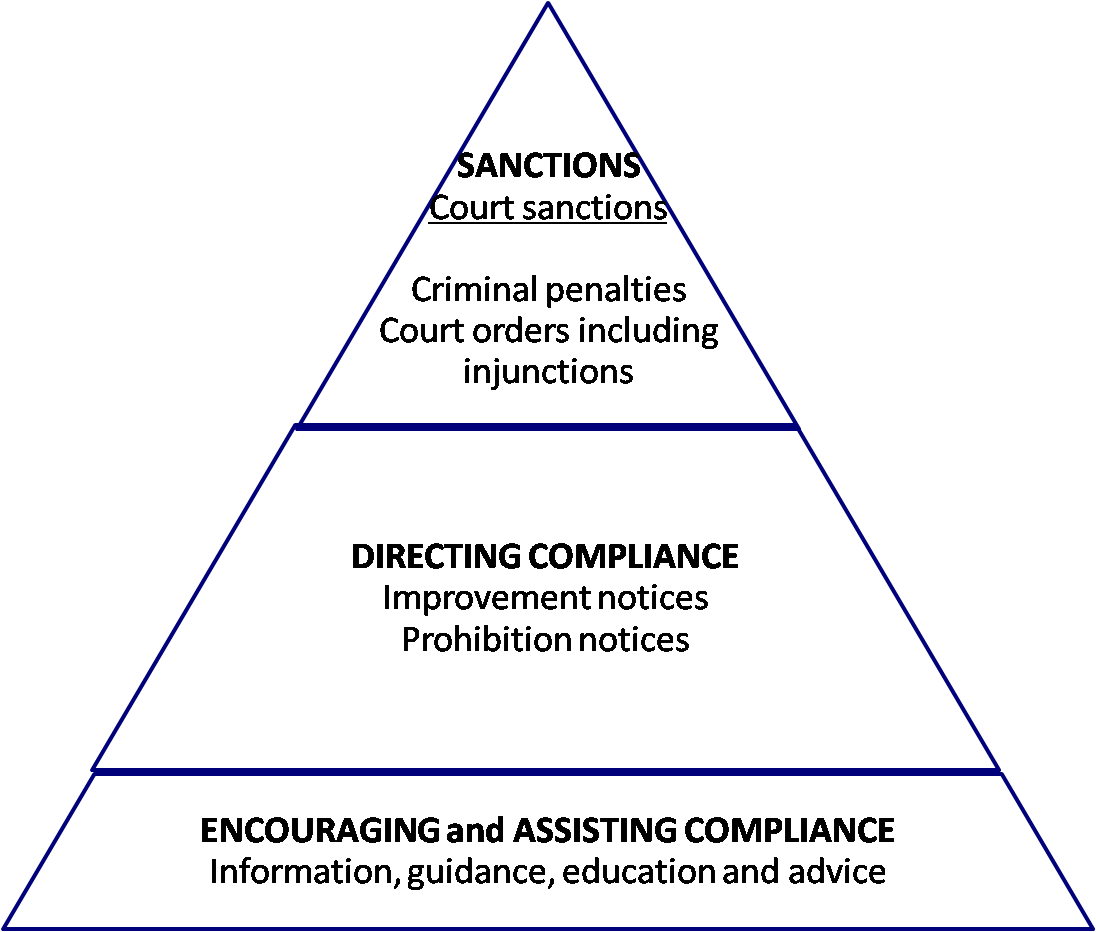 SANCTIONS
Court sanctions
Criminal penalties
Court orders including
injunctions
DIRECTING COMPLIANCE
Improvement notices
Prohibition notices
ENCOURAGING and ASSISTING COMPLIANCE
Information, guidance, education and advice